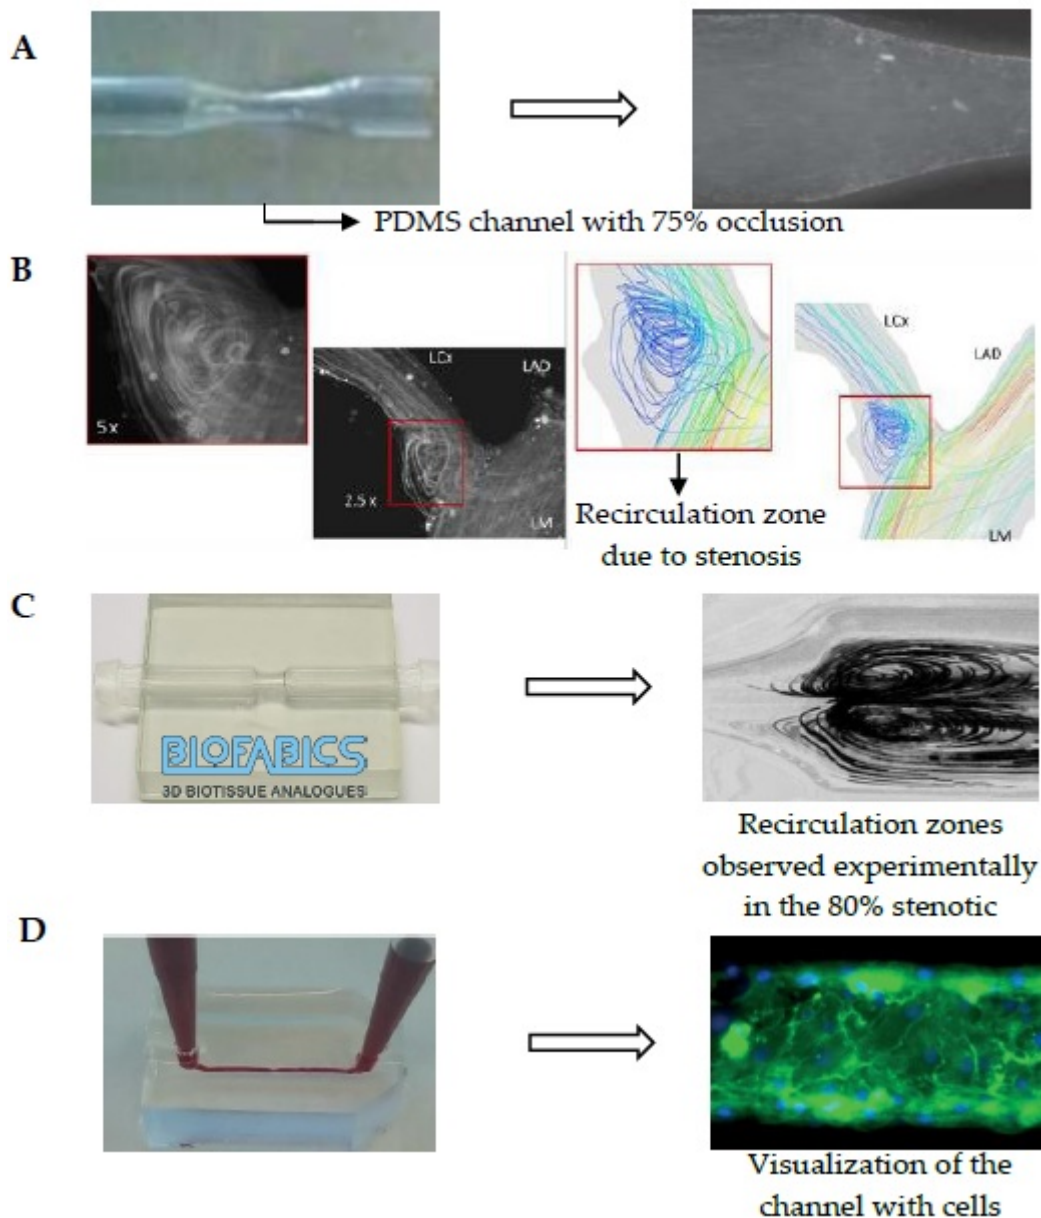 A
PDMS channel with 75% occlusion
B
5x
2.5 x
LCx
LAD
LM
Recirculation zone
due to stenosis
LCx
LAD
LM
C
BIOFABICS
3D BIOTISSUE ANALOGUES
Recirculation zones
observed experimentally
in the 80% stenotic
D
Visualization of the
channel with cells